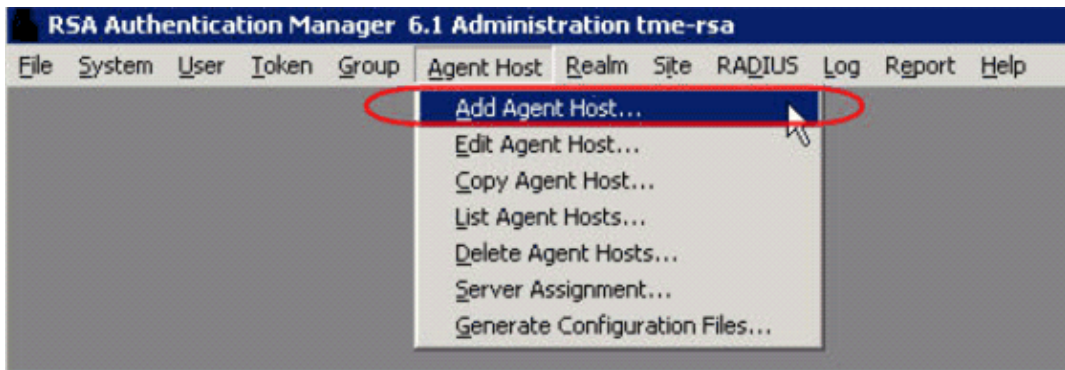 RSA Authentication Manager 6.1 Administration tme-rsa
File System User Token Group Agent Host Realm Site RADIUS Log Report Help
Add Agent Host...
Edit Agent Host...
Copy Agent Host...
List Agent Hosts...
Delete Agent Hosts...
Server Assignment...
Generate Configuration Files...